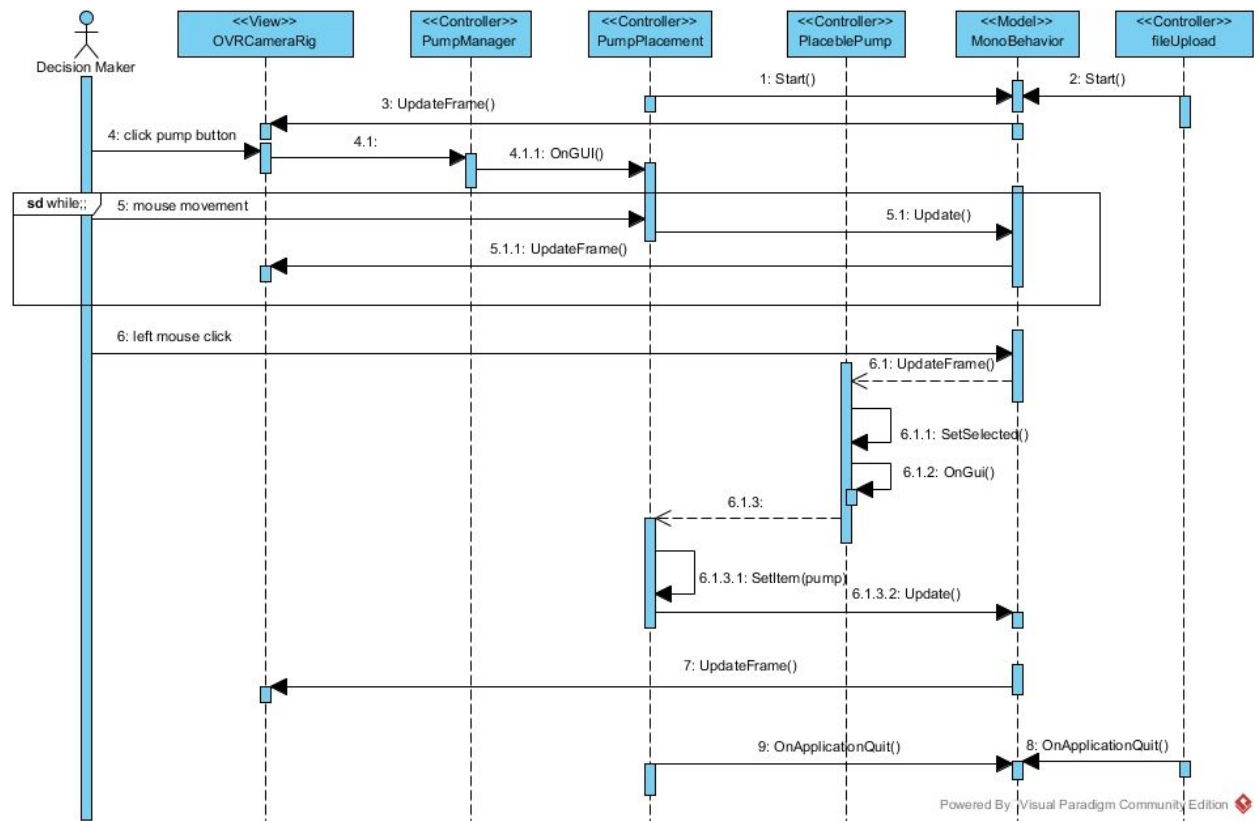 <<View>>
OVRCameraRig
<<Controller>>
PumpManager
<<Controller>>
PumpPlacement
<<Controller>>
PlaceblePump
<<Model>>
MonoBehavior
<<Controller>>
fileUpload
Decision Maker
1: Start()
2: Start()
3: UpdateFrame()
4: click pump button
4.1:
4.1.1: OnGUI()
sd while;;
5: mouse movement
5.1: Update()
5.1.1: UpdateFrame()
6: left mouse click
6.1: UpdateFrame()
6.1.1: SetSelected()
6.1.2: OnGui()
6.1.3:
6.1.3.1: SetItem(pump)
6.1.3.2: Update()
7: UpdateFrame()
9: OnApplicationQuit()
8: OnApplicationQuit()
Powered By Visual Paradigm Community Edition